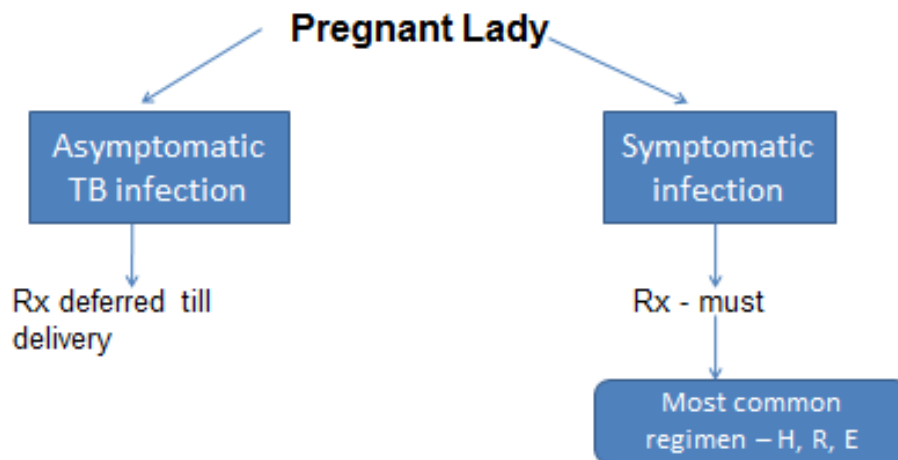 Pregnant Lady
Asymptomatic
TB infection
Symptomatic
infection
Rx deferred till
delivery
Rx - must
Most common
regimen – H, R, E